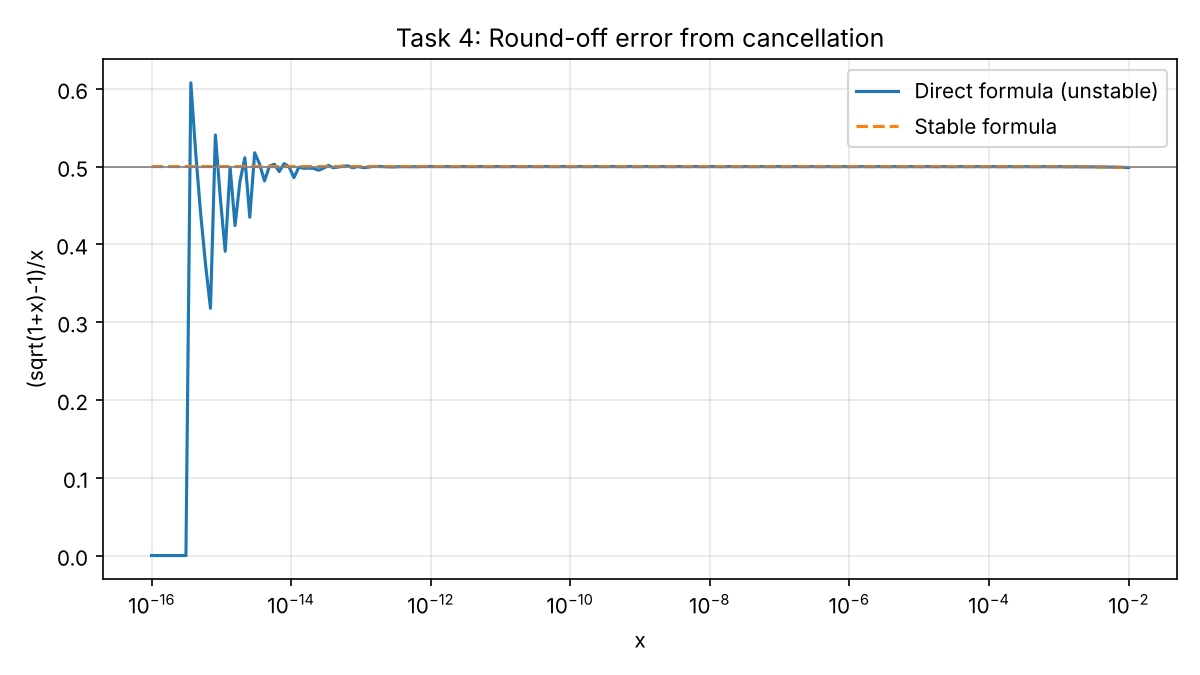 Task 4: Round-off error from cancellation
Direct formula (unstable)
Stable formula
(sqrt(1+x)-1)/x
0.6
0.5
0.4
0.3
0.2
0.1
0.0
10⁻¹⁶ 10⁻¹⁴ 10⁻¹² 10⁻¹⁰ 10⁻⁸ 10⁻⁶ 10⁻⁴ 10⁻²
x